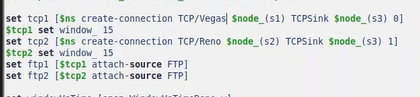 set tcp1 [$ns create-connection TCP/Vegas $node_(s1) TCPSink $node_(s3) 0]
$tcp1 set window_ 15
set tcp2 [$ns create-connection TCP/Reno $node_(s2) TCPSink $node_(s3) 1]
$tcp2 set window_ 15
set ftp1 [$tcp1 attach-source FTP]
set ftp2 [$tcp2 attach-source FTP]